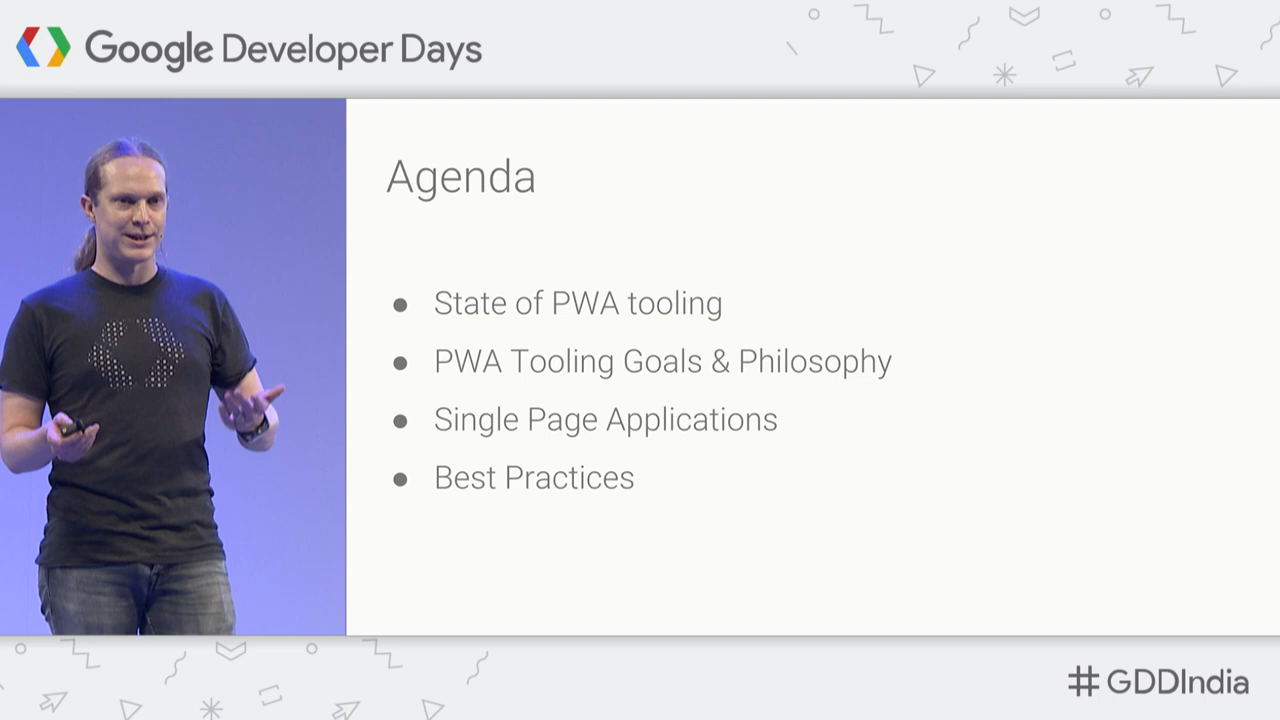 Google Developer Days
Agenda
● State of PWA tooling
● PWA Tooling Goals & Philosophy
● Single Page Applications
● Best Practices
#GDDIndia